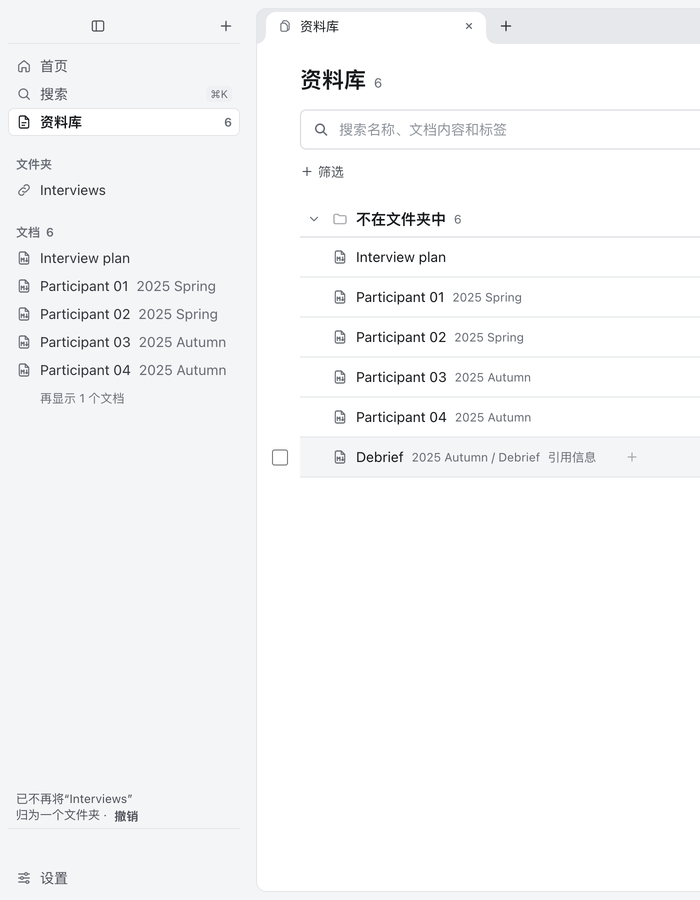 首页
搜索 ⌘K
资料库 6
文件夹
Interviews
文档 6
Interview plan
Participant 01 2025 Spring
Participant 02 2025 Spring
Participant 03 2025 Autumn
Participant 04 2025 Autumn
再显示 1 个文档
已不再将“Interviews”
归为一个文件夹 · 撤销
设置
资料库
资料库 6
搜索名称、文档内容和标签
筛选
不在文件夹中 6
Interview plan
Participant 01 2025 Spring
Participant 02 2025 Spring
Participant 03 2025 Autumn
Participant 04 2025 Autumn
Debrief 2025 Autumn / Debrief 引用信息